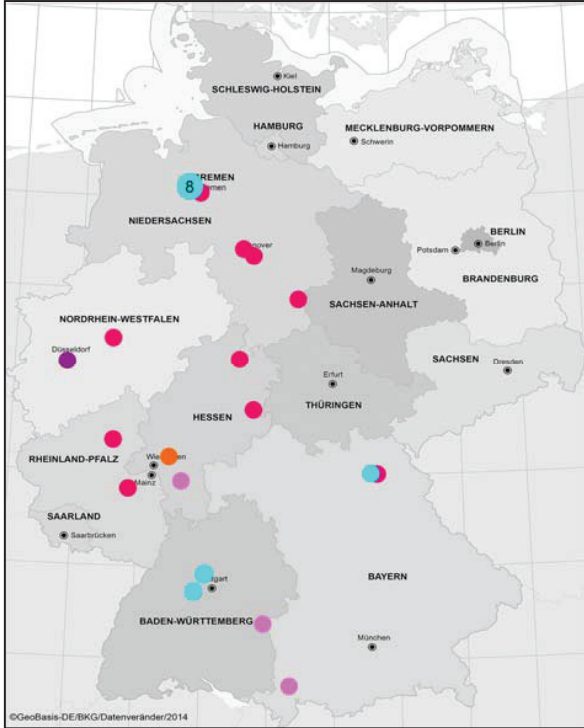 Kiel
SCHLESWIG-HOLSTEIN
HAMBURG
Hamburg
MECKLENBURG-VORPOMMERN
Schwerin
8
NIEDERSACHSEN
BERLIN
Berlin
Potsdam
BRANDENBURG
Magdeburg
SACHSEN-ANHALT
NORDRHEIN-WESTFALEN
Düsseldorf
SACHSEN
Dresden
Erfurt
THÜRINGEN
HESSEN
RHEINLAND-PFALZ
Mainz
SAARLAND
Saarbrücken
BAYERN
BADEN-WÜRTTEMBERG
München
©GeoBasis-DE/BKG/Datenveränder/2014